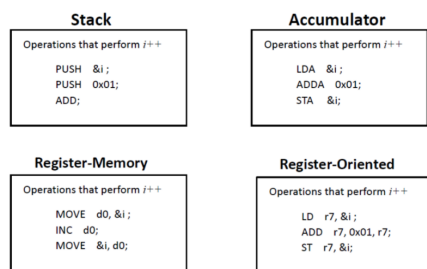 Stack
Operations that perform i++
PUSH &i ;
PUSH 0x01;
ADD;
Accumulator
Operations that perform i++
LDA &i ;
ADDA 0x01;
STA &i;
Register-Memory
Operations that perform i++
MOVE d0, &i ;
INC d0;
MOVE &i, d0;
Register-Oriented
Operations that perform i++
LD r7, &i ;
ADD r7, 0x01, r7;
ST r7, &i;